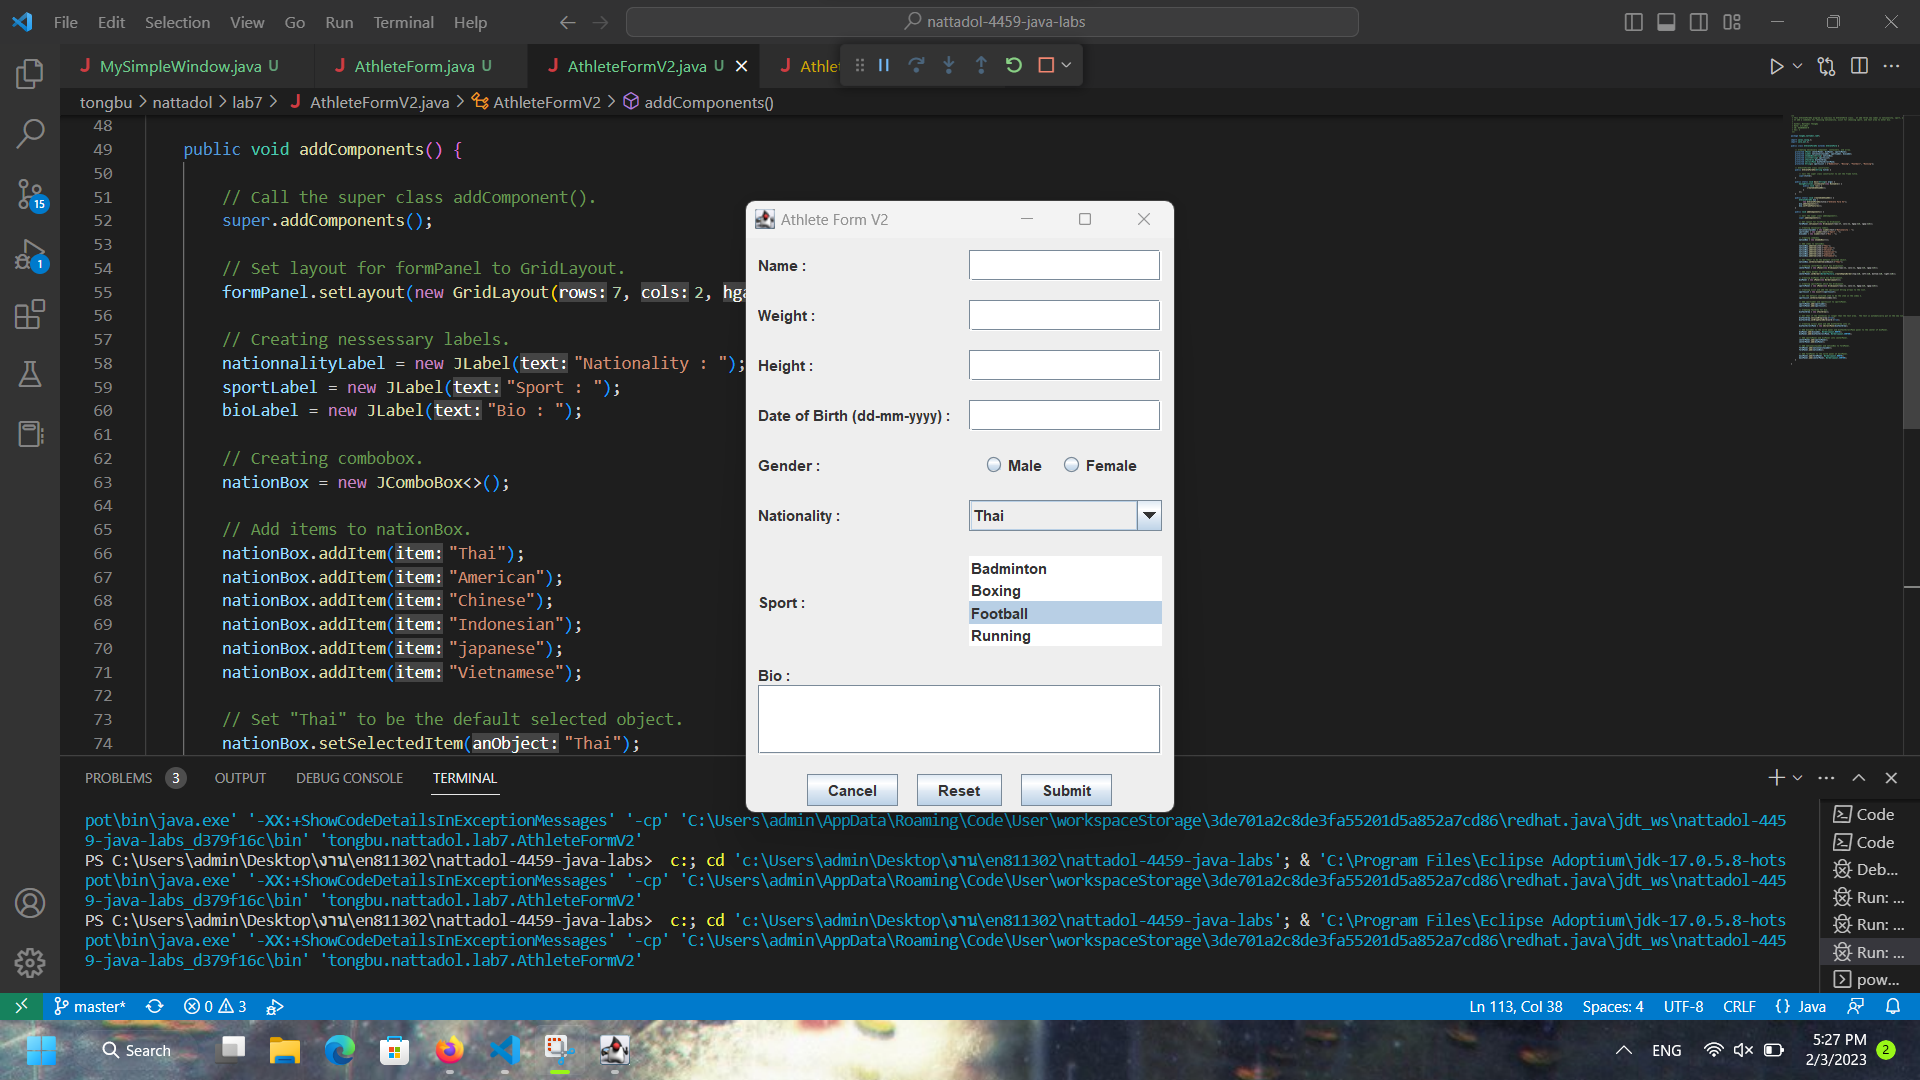 File Edit Selection View Go Run Terminal Help
nattadol-4459-java-labs
MySimpleWindow.java U
AthleteForm.java U
AthleteFormV2.java U
tongbu > nattadol > lab7 > AthleteFormV2.java > AthleteFormV2 > addComponents()
48
49 public void addComponents() {
50
51 // Call the super class addComponent().
52 super.addComponents();
53
54 // Set layout for formPanel to GridLayout.
55 formPanel.setLayout(new GridLayout(rows: 7, cols: 2, hga
56
57 // Creating nessessary labels.
58 nationnalityLabel = new JLabel(text: "Nationality : ");
59 sportLabel = new JLabel(text: "Sport : ");
60 bioLabel = new JLabel(text: "Bio : ");
61
62 // Creating combobox.
63 nationBox = new JComboBox<>();
64
65 // Add items to nationBox.
66 nationBox.addItem(item: "Thai");
67 nationBox.addItem(item: "American");
68 nationBox.addItem(item: "Chinese");
69 nationBox.addItem(item: "Indonesian");
70 nationBox.addItem(item: "japanese");
71 nationBox.addItem(item: "Vietnamese");
72
73 // Set "Thai" to be the default selected object.
74 nationBox.setSelectedItem(anObject: "Thai");
Athlete Form V2
Name :
Weight :
Height :
Date of Birth (dd-mm-yyyy) :
Gender : Male Female
Nationality : Thai
Sport :
Badminton
Boxing
Football
Running
Bio :
Cancel Reset Submit
15
1
PROBLEMS 3 OUTPUT DEBUG CONSOLE TERMINAL
pot\bin\java.exe' '-XX:+ShowCodeDetailsInExceptionMessages' '-cp' 'C:\Users\admin\AppData\Roaming\Code\User\workspaceStorage\3de701a2c8de3fa55201d5a852a7cd86\redhat.java\jdt_ws\nattadol-445
9-java-labs_d379f16c\bin' 'tongbu.nattadol.lab7.AthleteFormV2'
PS C:\Users\admin\Desktop\งาน\en811302\nattadol-4459-java-labs> c:; cd 'c:\Users\admin\Desktop\งาน\en811302\nattadol-4459-java-labs'; & 'C:\Program Files\Eclipse Adoptium\jdk-17.0.5.8-hots
pot\bin\java.exe' '-XX:+ShowCodeDetailsInExceptionMessages' '-cp' 'C:\Users\admin\AppData\Roaming\Code\User\workspaceStorage\3de701a2c8de3fa55201d5a852a7cd86\redhat.java\jdt_ws\nattadol-445
9-java-labs_d379f16c\bin' 'tongbu.nattadol.lab7.AthleteFormV2'
PS C:\Users\admin\Desktop\งาน\en811302\nattadol-4459-java-labs> c:; cd 'c:\Users\admin\Desktop\งาน\en811302\nattadol-4459-java-labs'; & 'C:\Program Files\Eclipse Adoptium\jdk-17.0.5.8-hots
pot\bin\java.exe' '-XX:+ShowCodeDetailsInExceptionMessages' '-cp' 'C:\Users\admin\AppData\Roaming\Code\User\workspaceStorage\3de701a2c8de3fa55201d5a852a7cd86\redhat.java\jdt_ws\nattadol-445
9-java-labs_d379f16c\bin' 'tongbu.nattadol.lab7.AthleteFormV2'
Code
Code
Deb...
Run: ...
Run: ...
Run: ...
pow...
master* 0 3
Ln 113, Col 38 Spaces: 4 UTF-8 CRLF {} Java
Search
ENG
5:27 PM
2/3/2023
2